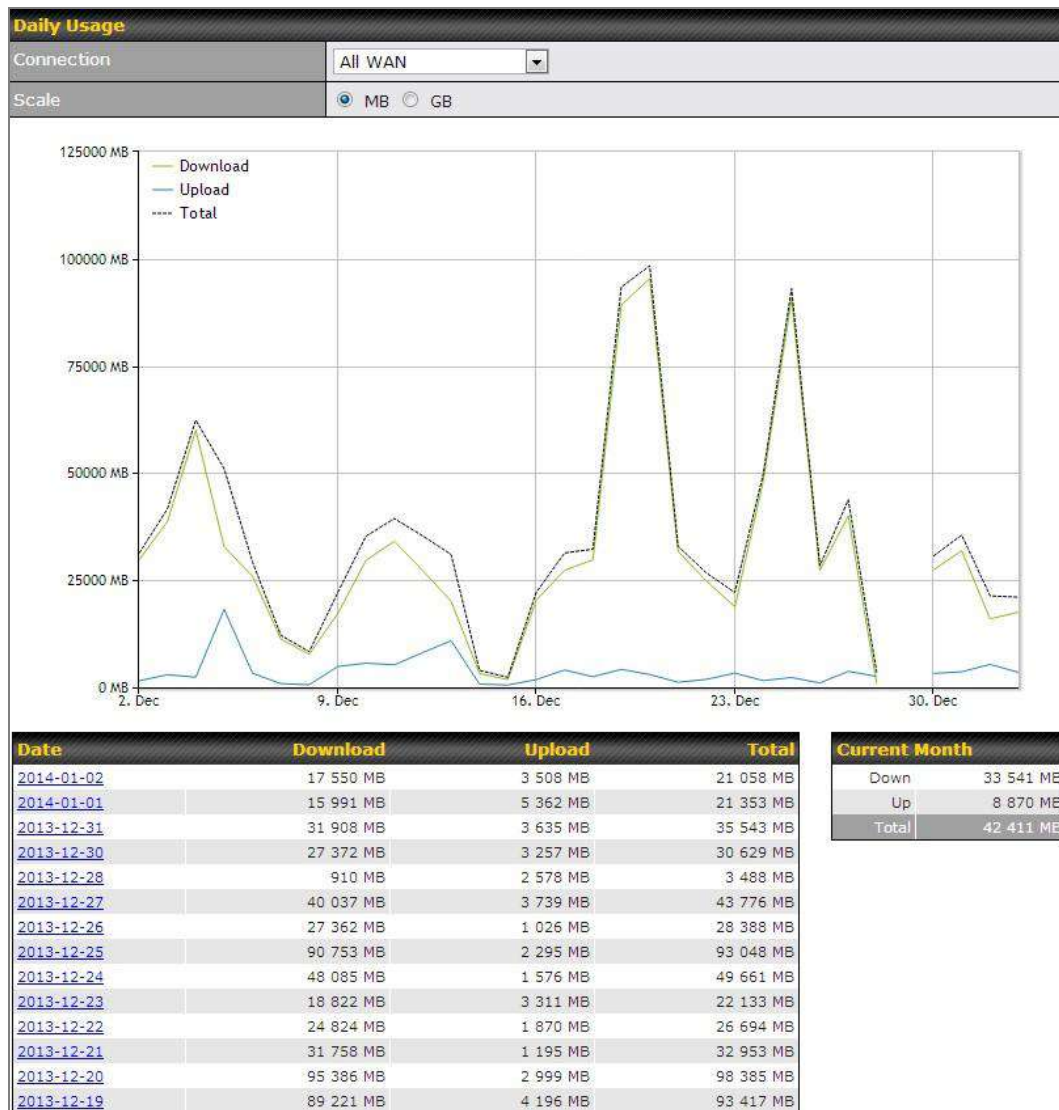 Daily Usage
Connection All WAN
Scale MB GB
125000 MB
Download
Upload
Total
100000 MB
75000 MB
50000 MB
25000 MB
0 MB
2. Dec 9. Dec 16. Dec 23. Dec 30. Dec
Date Download Upload Total
2014-01-02 17 550 MB 3 508 MB 21 058 MB
2014-01-01 15 991 MB 5 362 MB 21 353 MB
2013-12-31 31 908 MB 3 635 MB 35 543 MB
2013-12-30 27 372 MB 3 257 MB 30 629 MB
2013-12-28 910 MB 2 578 MB 3 488 MB
2013-12-27 40 037 MB 3 739 MB 43 776 MB
2013-12-26 27 362 MB 1 026 MB 28 388 MB
2013-12-25 90 753 MB 2 295 MB 93 048 MB
2013-12-24 48 085 MB 1 576 MB 49 661 MB
2013-12-23 18 822 MB 3 311 MB 22 133 MB
2013-12-22 24 824 MB 1 870 MB 26 694 MB
2013-12-21 31 758 MB 1 195 MB 32 953 MB
2013-12-20 95 386 MB 2 999 MB 98 385 MB
2013-12-19 89 221 MB 4 196 MB 93 417 MB
Current Month
Down 33 541 MB
Up 8 870 MB
Total 42 411 MB